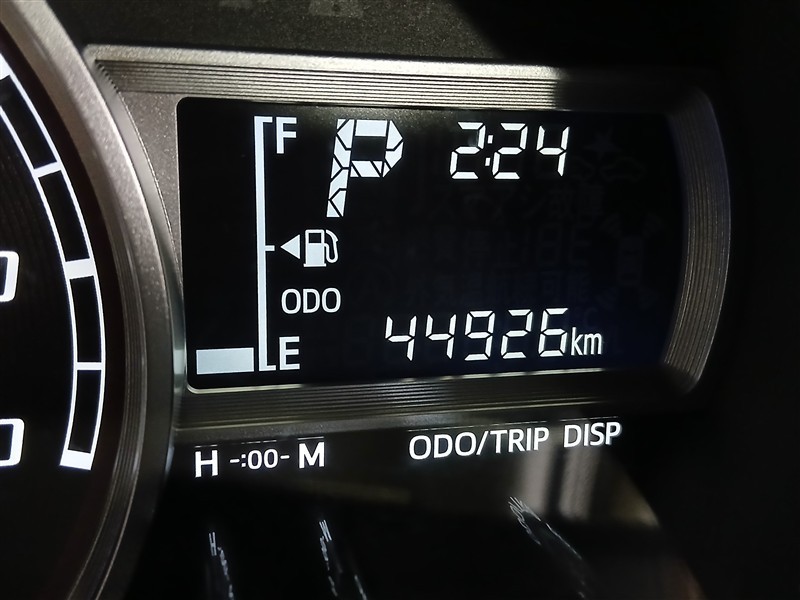 F P 2:24
ODO
44926km
E
H -:00- M ODO/TRIP DISP